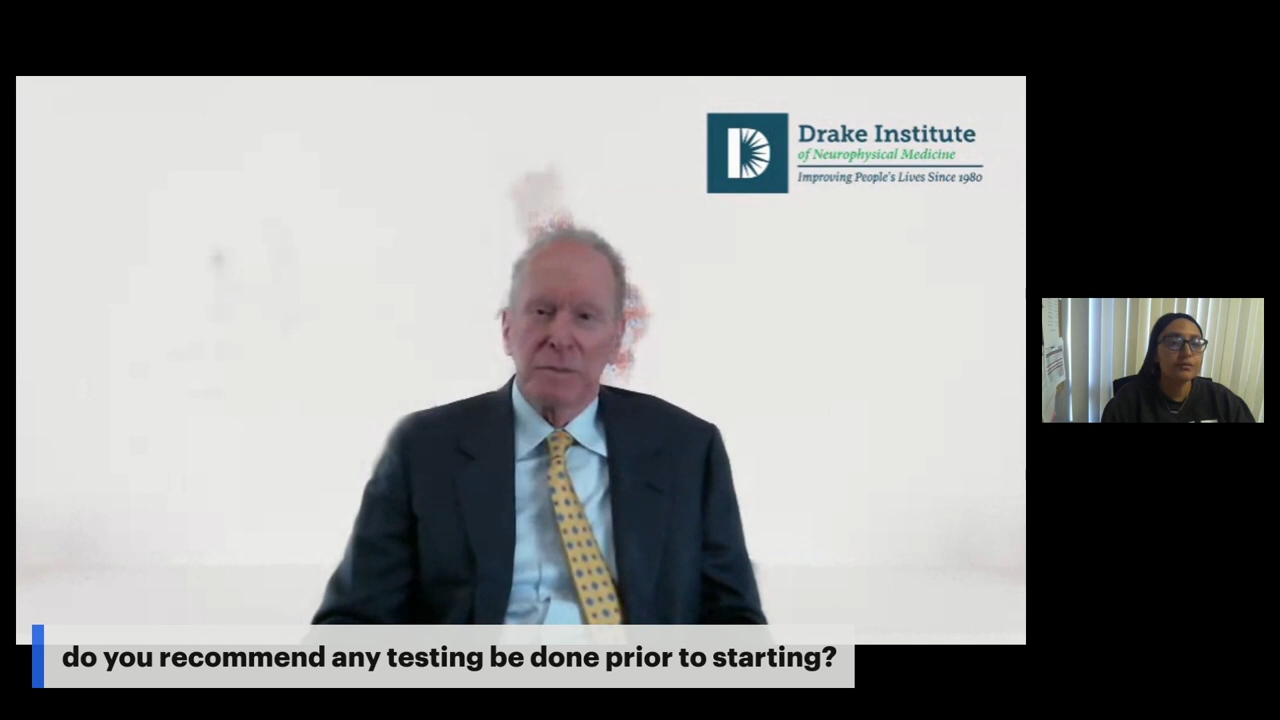 Drake Institute
of Neurophysical Medicine
Improving People's Lives Since 1980
do you recommend any testing be done prior to starting?